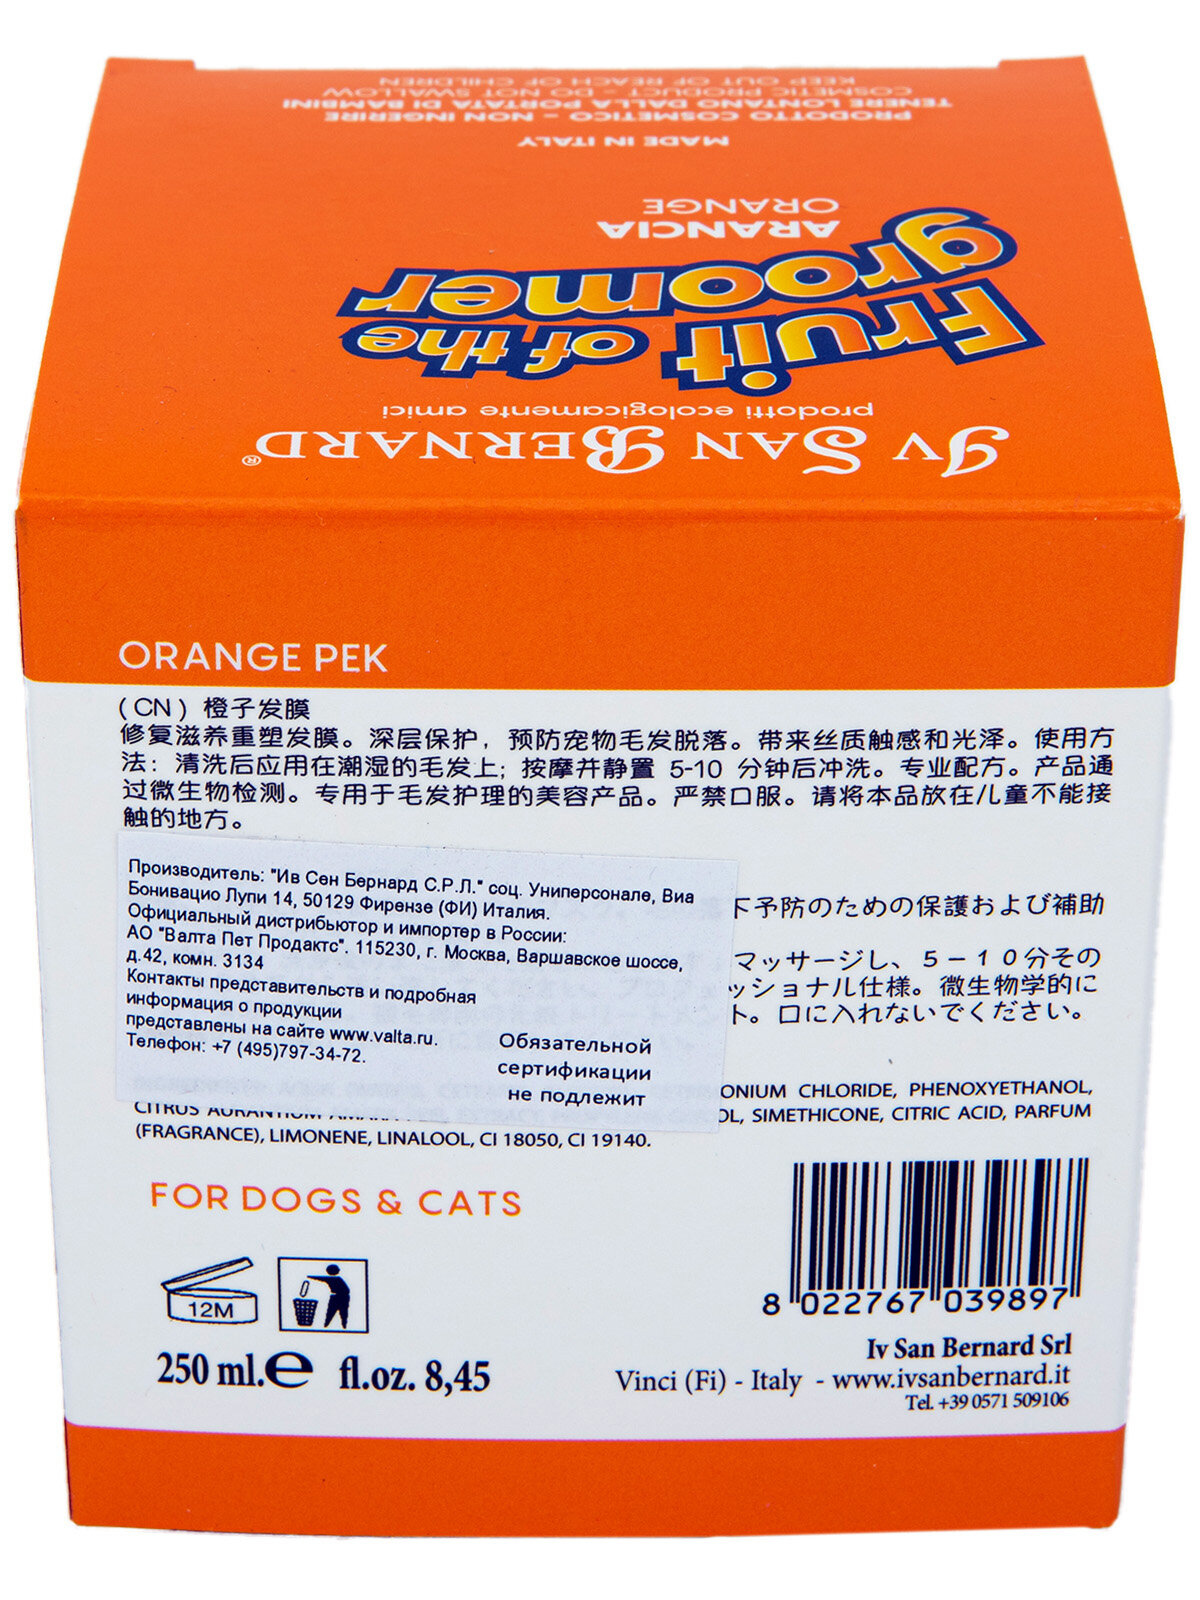 IV SAN BERNARD®
prodotti ecologicamente amici
Fruit of the
groomer
ARANCIA
ORANGE
MADE IN ITALY
PRODOTTO COSMETICO - NON INGERIRE
TENERE LONTANO DALLA PORTATA DI BAMBINI
COSMETIC PRODUCT - DO NOT SWALLOW
KEEP OUT OF REACH OF CHILDREN
ORANGE PEK
(CN) 橙子发膜
修复滋养重塑发膜。深层保护，预防宠物毛发脱落。带来丝质触感和光泽。使用方
法：清洗后应用在潮湿的毛发上；按摩并静置 5-10 分钟后冲洗。专业配方。产品通
过微生物检测。专用于毛发护理的美容产品。严禁口服。请将本品放在儿童不能接
触的地方。
Производитель: "Ив Сен Бернард С.Р.Л." соц. Униперсонале, Виа
Бонивацио Лупи 14, 50129 Фирензе (ФИ) Италия.
Официальный дистрибьютор и импортер в России:
АО "Валта Пет Продактс". 115230, г. Москва, Варшавское шоссе,
д.42, комн. 3134
Контакты представительств и подробная
информация о продукции
представлены на сайте www.valta.ru.
Телефон: +7 (495)797-34-72.
Обязательной
сертификации
не подлежит
下予防のための保護および補助
マッサージし、５－１０分その
ッショナル仕様。微生物学的に
ト。口に入れないでください。
ONIUM CHLORIDE, PHENOXYETHANOL,
CITRUS AURANTIUM AMARA OL, SIMETHICONE, CITRIC ACID, PARFUM
(FRAGRANCE), LIMONENE, LINALOOL, CI 18050, CI 19140.
FOR DOGS & CATS
12M
8 022767 039897
250 ml. e fl.oz. 8,45
Iv San Bernard Srl
Vinci (Fi) - Italy - www.ivsanbernard.it
Tel. +39 0571 509106